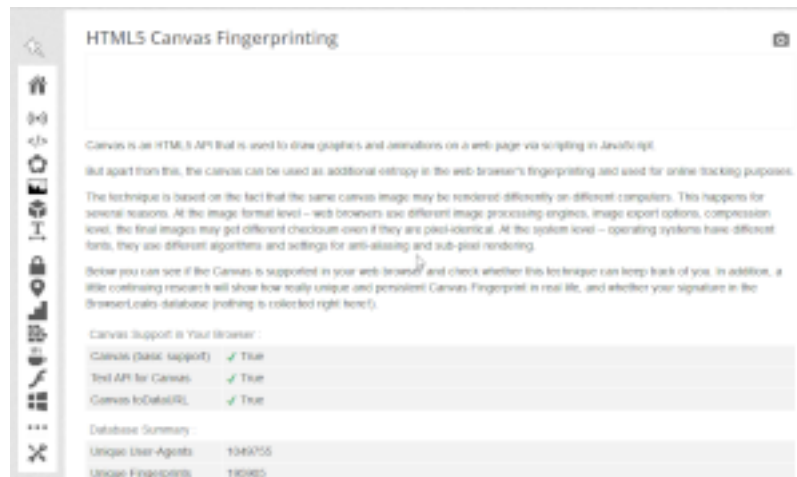 HTML5 Canvas Fingerprinting
Canvas is an HTML5 API that is used to draw graphics and animations on a web page via scripting in JavaScript.
But apart from this, the canvas can be used as additional entropy in the web browser's fingerprinting and used for online tracking purposes.
The technique is based on the fact that the same canvas image may be rendered differently on different computers. This happens for
several reasons. At the image format level – web browsers use different image processing engines, image export options, compression
level, the final images may get different checksum even if they are pixel-identical. At the system level – operating systems have different
fonts, they use different algorithms and settings for anti-aliasing and sub-pixel rendering.
Below you can see if the Canvas is supported in your web browser and check whether this technique can keep track of you. In addition, a
little continuing research will show how really unique and persistent Canvas Fingerprint in real life, and whether your signature in the
BrowserLeaks database (nothing is collected right here!).
Canvas Support in Your Browser :
Canvas (basic support) ✓ True
Text API for Canvas ✓ True
Canvas toDataURL ✓ True
Database Summary :
Unique User-Agents 1049755
Unique Fingerprints